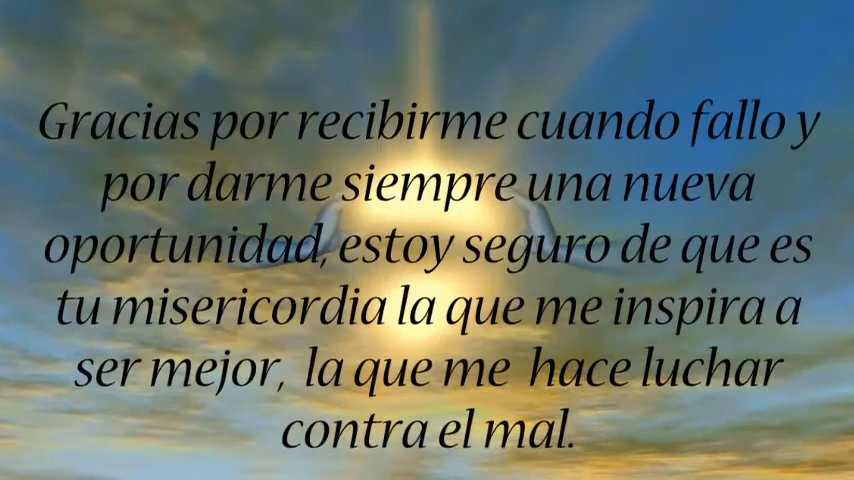 Gracias por recibirme cuando fallo y
por darme siempre una nueva
oportunidad, estoy seguro de que es
tu misericordia la que me inspira a
ser mejor, la que me hace luchar
contra el mal.